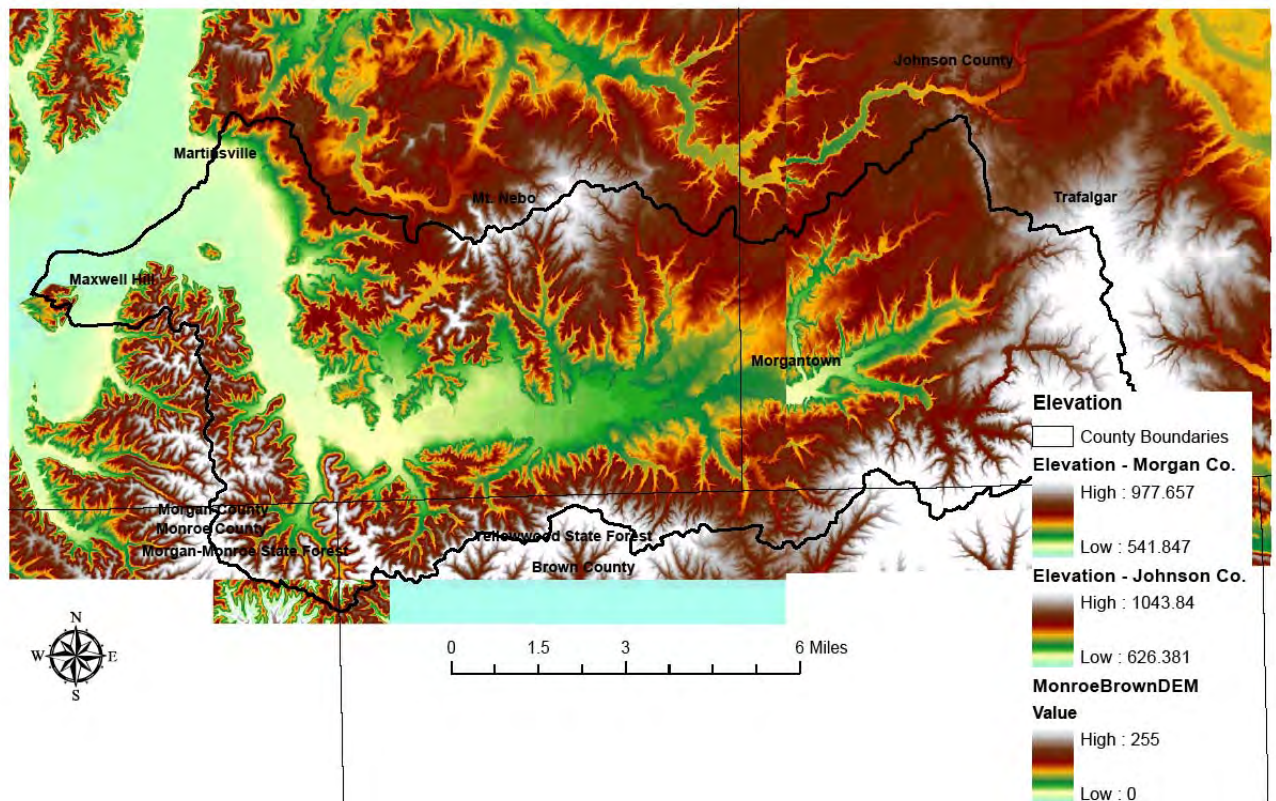 Johnson County
Martinsville
Mt. Nebo
Trafalgar
Maxwell Hill
Morgantown
Morgan County
Monroe County
Morgan-Monroe State Forest
Yellowwood State Forest
Brown County
N
W E
S
0 1.5 3 6 Miles
Elevation
County Boundaries
Elevation - Morgan Co.
High : 977.657
Low : 541.847
Elevation - Johnson Co.
High : 1043.84
Low : 626.381
MonroeBrownDEM
Value
High : 255
Low : 0